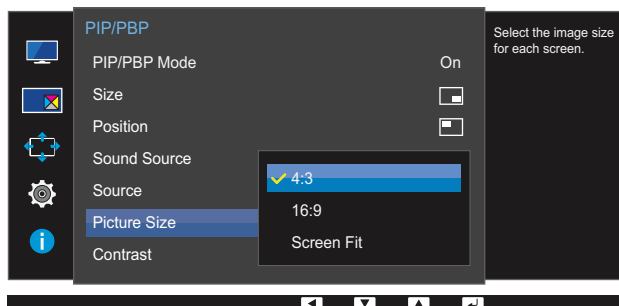 PIP/PBP
Select the image size
for each screen.
PIP/PBP Mode On
Size
Position
Sound Source
Source
4:3
16:9
Picture Size
Screen Fit
Contrast